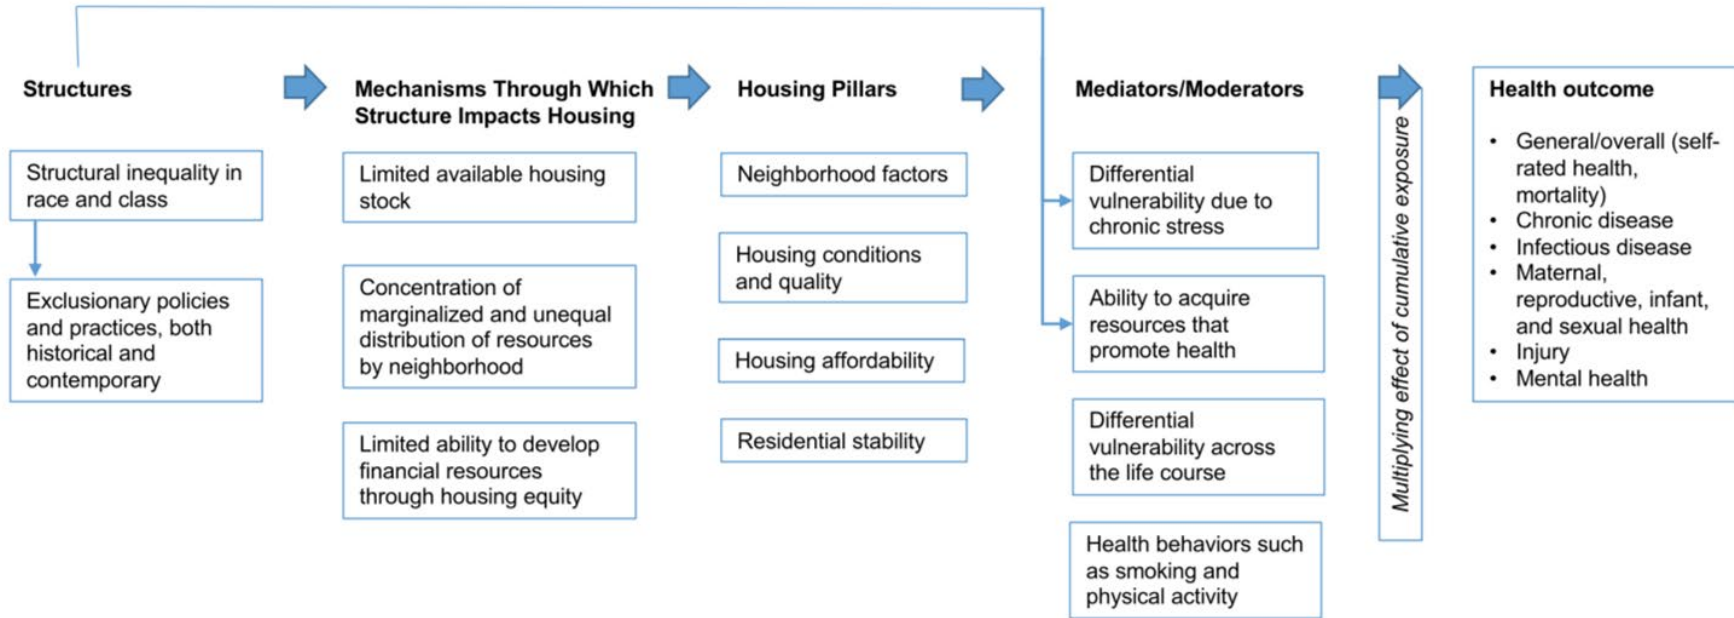 Structures
Structural inequality in
race and class
Exclusionary policies
and practices, both
historical and
contemporary
Mechanisms Through Which
Structure Impacts Housing
Limited available housing
stock
Concentration of
marginalized and unequal
distribution of resources
by neighborhood
Limited ability to develop
financial resources
through housing equity
Housing Pillars
Neighborhood factors
Housing conditions
and quality
Housing affordability
Residential stability
Mediators/Moderators
Differential
vulnerability due to
chronic stress
Ability to acquire
resources that
promote health
Differential
vulnerability across
the life course
Health behaviors such
as smoking and
physical activity
Multiplying effect of cumulative exposure
Health outcome
• General/overall (self-
rated health,
mortality)
• Chronic disease
• Infectious disease
• Maternal,
reproductive, infant,
and sexual health
• Injury
• Mental health